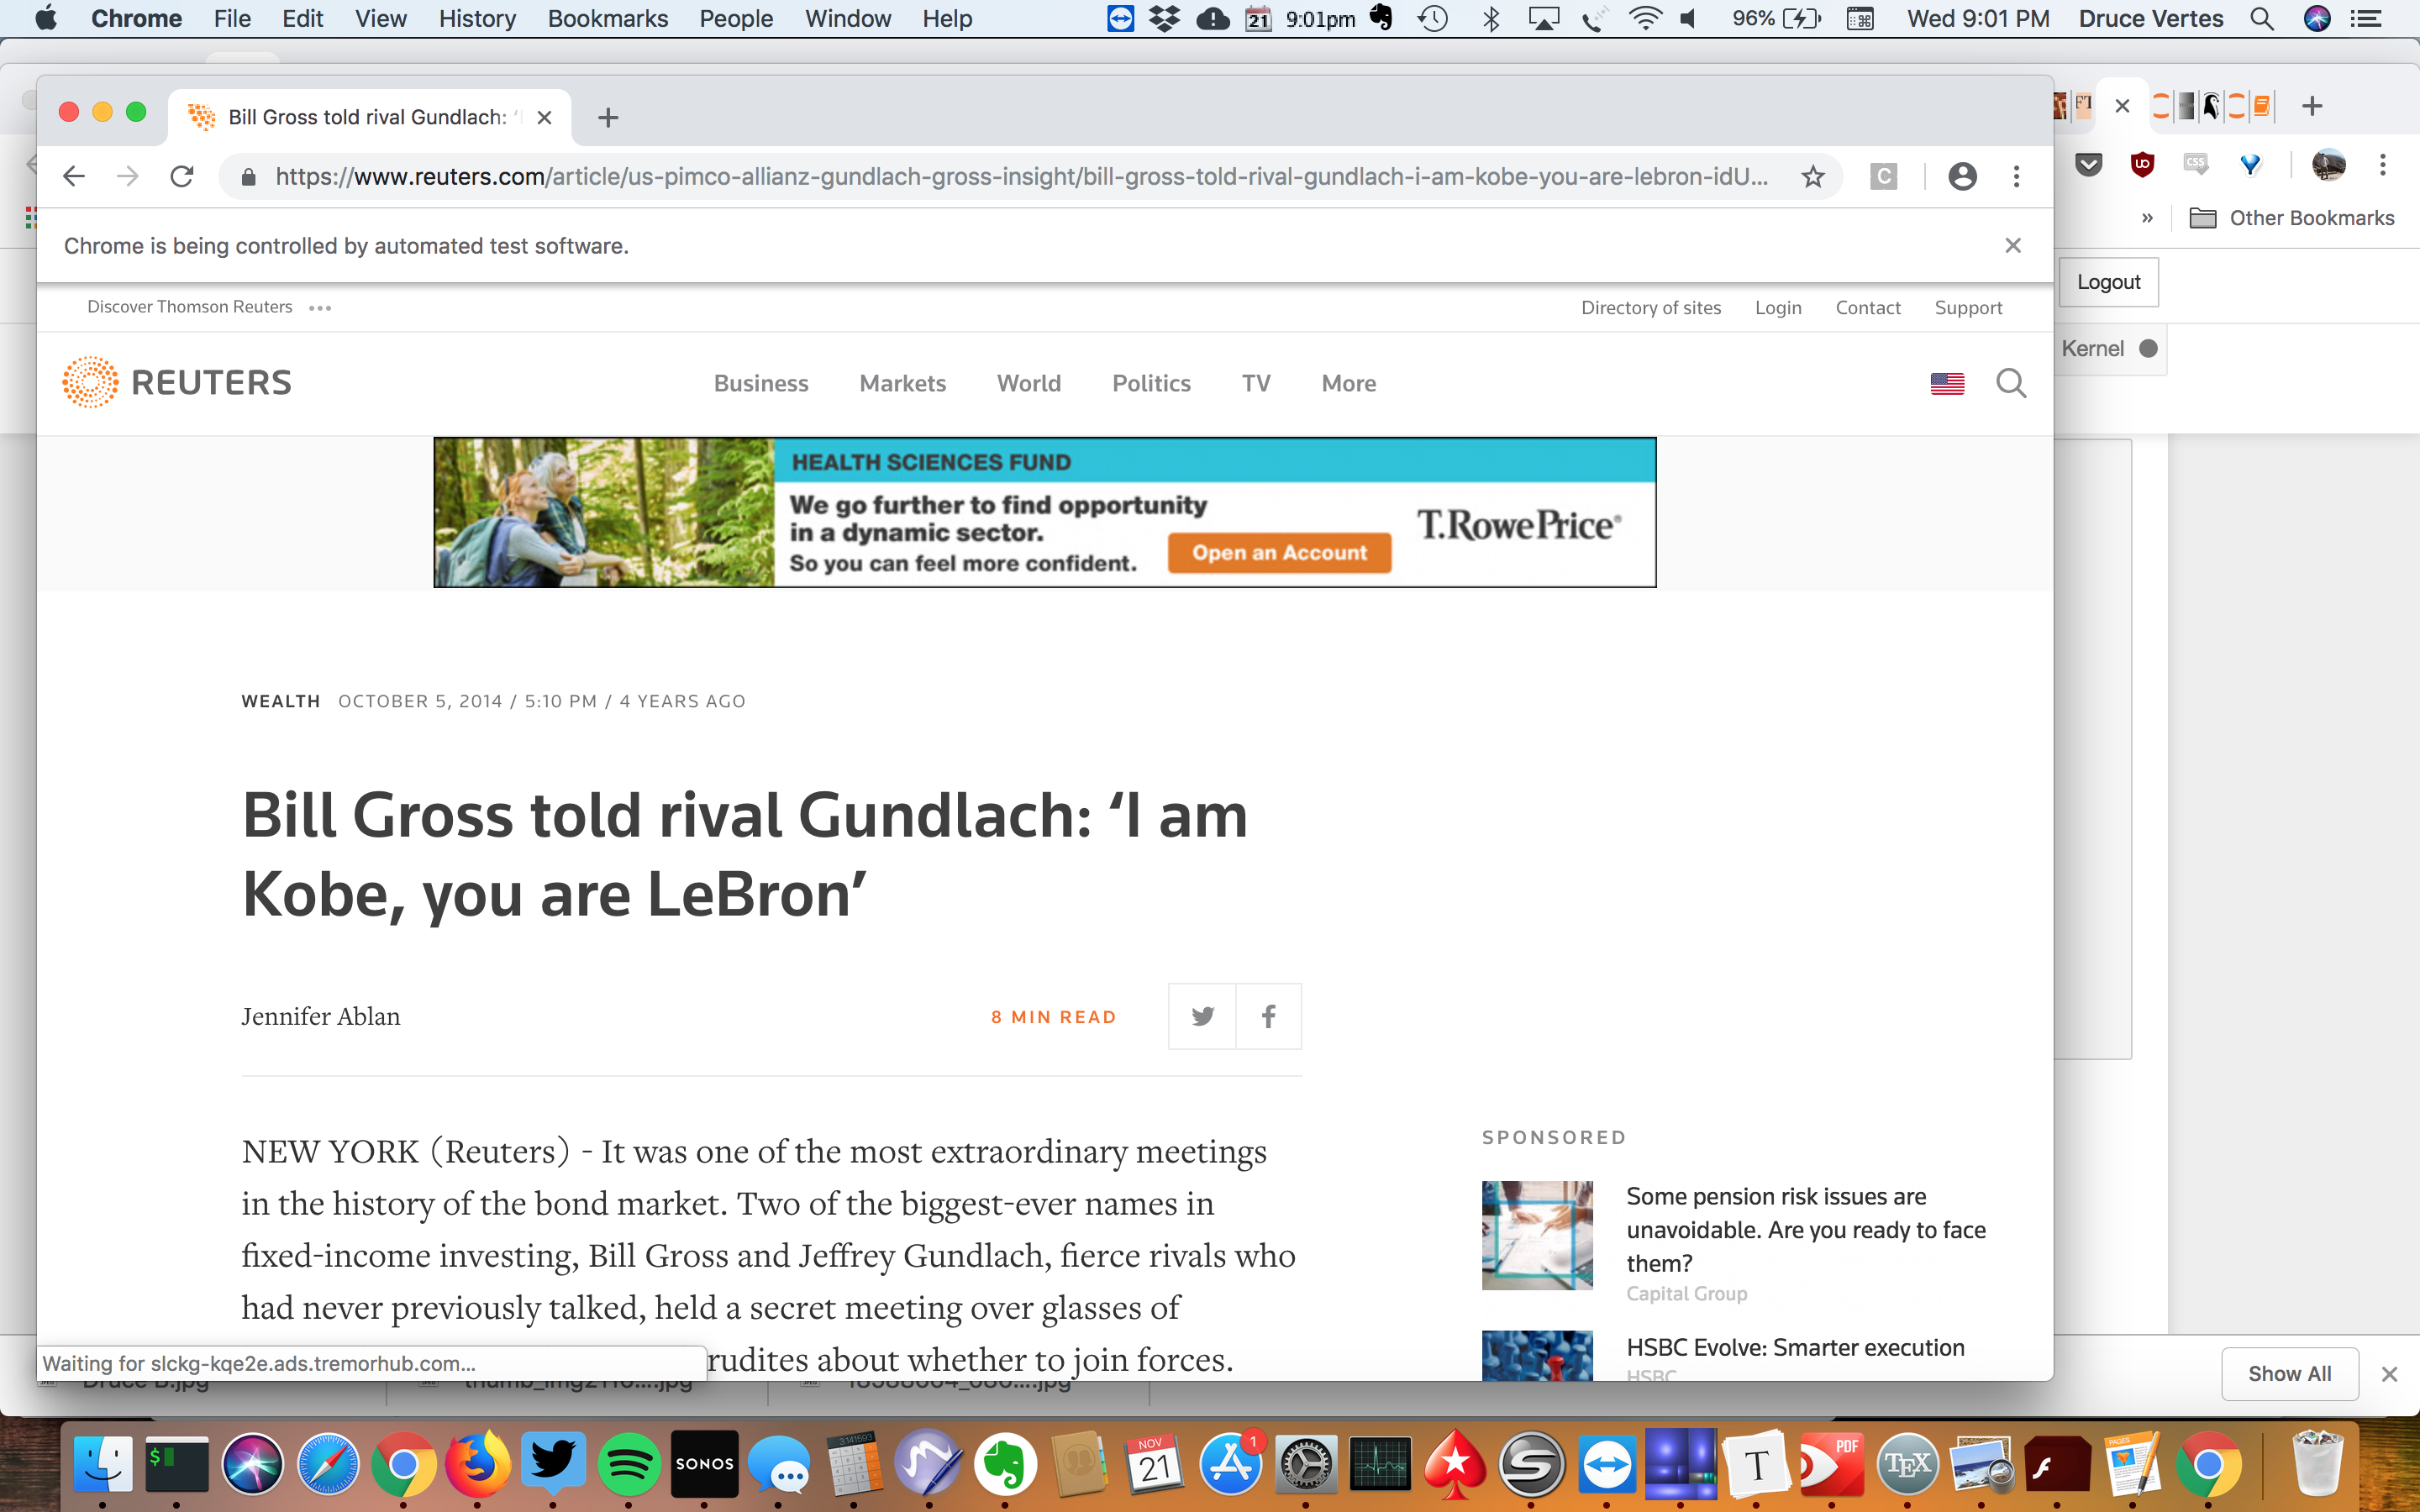 Chrome File Edit View History Bookmarks People Window Help 21 9:01pm 96% Wed 9:01 PM Druce Vertes
Bill Gross told rival Gundlach: ‘I
FT
https://www.reuters.com/article/us-pimco-allianz-gundlach-gross-insight/bill-gross-told-rival-gundlach-i-am-kobe-you-are-lebron-idU...
C
CSS
» Other Bookmarks
Chrome is being controlled by automated test software.
Logout
Discover Thomson Reuters •••
Directory of sites Login Contact Support
Kernel
REUTERS
Business Markets World Politics TV More
HEALTH SCIENCES FUND
We go further to find opportunity
in a dynamic sector.
So you can feel more confident.
Open an Account
T.RowePrice®
WEALTH OCTOBER 5, 2014 / 5:10 PM / 4 YEARS AGO
Bill Gross told rival Gundlach: ‘I am
Kobe, you are LeBron’
Jennifer Ablan
8 MIN READ
NEW YORK (Reuters) - It was one of the most extraordinary meetings
in the history of the bond market. Two of the biggest-ever names in
fixed-income investing, Bill Gross and Jeffrey Gundlach, fierce rivals who
had never previously talked, held a secret meeting over glasses of
rudites about whether to join forces.
SPONSORED
Some pension risk issues are
unavoidable. Are you ready to face
them?
Capital Group
HSBC Evolve: Smarter execution
HSBC
Waiting for slckg-kqe2e.ads.tremorhub.com...
Show All
$
SONOS
3.141593
NOV
21
1
T
PDF
TEX
PAGES